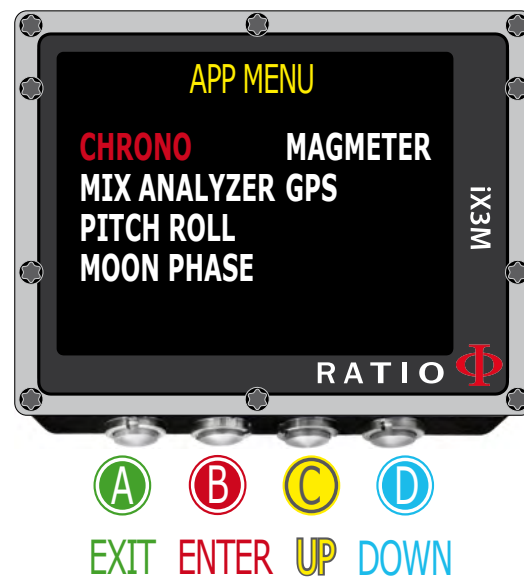 APP MENU
CHRONO MAGMETER
MIX ANALYZER GPS
PITCH ROLL
MOON PHASE
iX3M
RATIO Φ
A B C D
EXIT ENTER UP DOWN